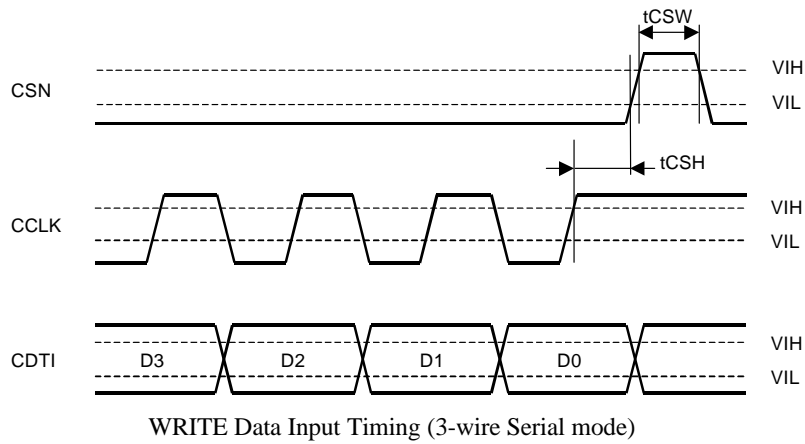 tCSW
VIH
CSN
VIL
tCSH
VIH
CCLK
VIL
VIH
CDTI D3 D2 D1 D0
VIL
WRITE Data Input Timing (3-wire Serial mode)